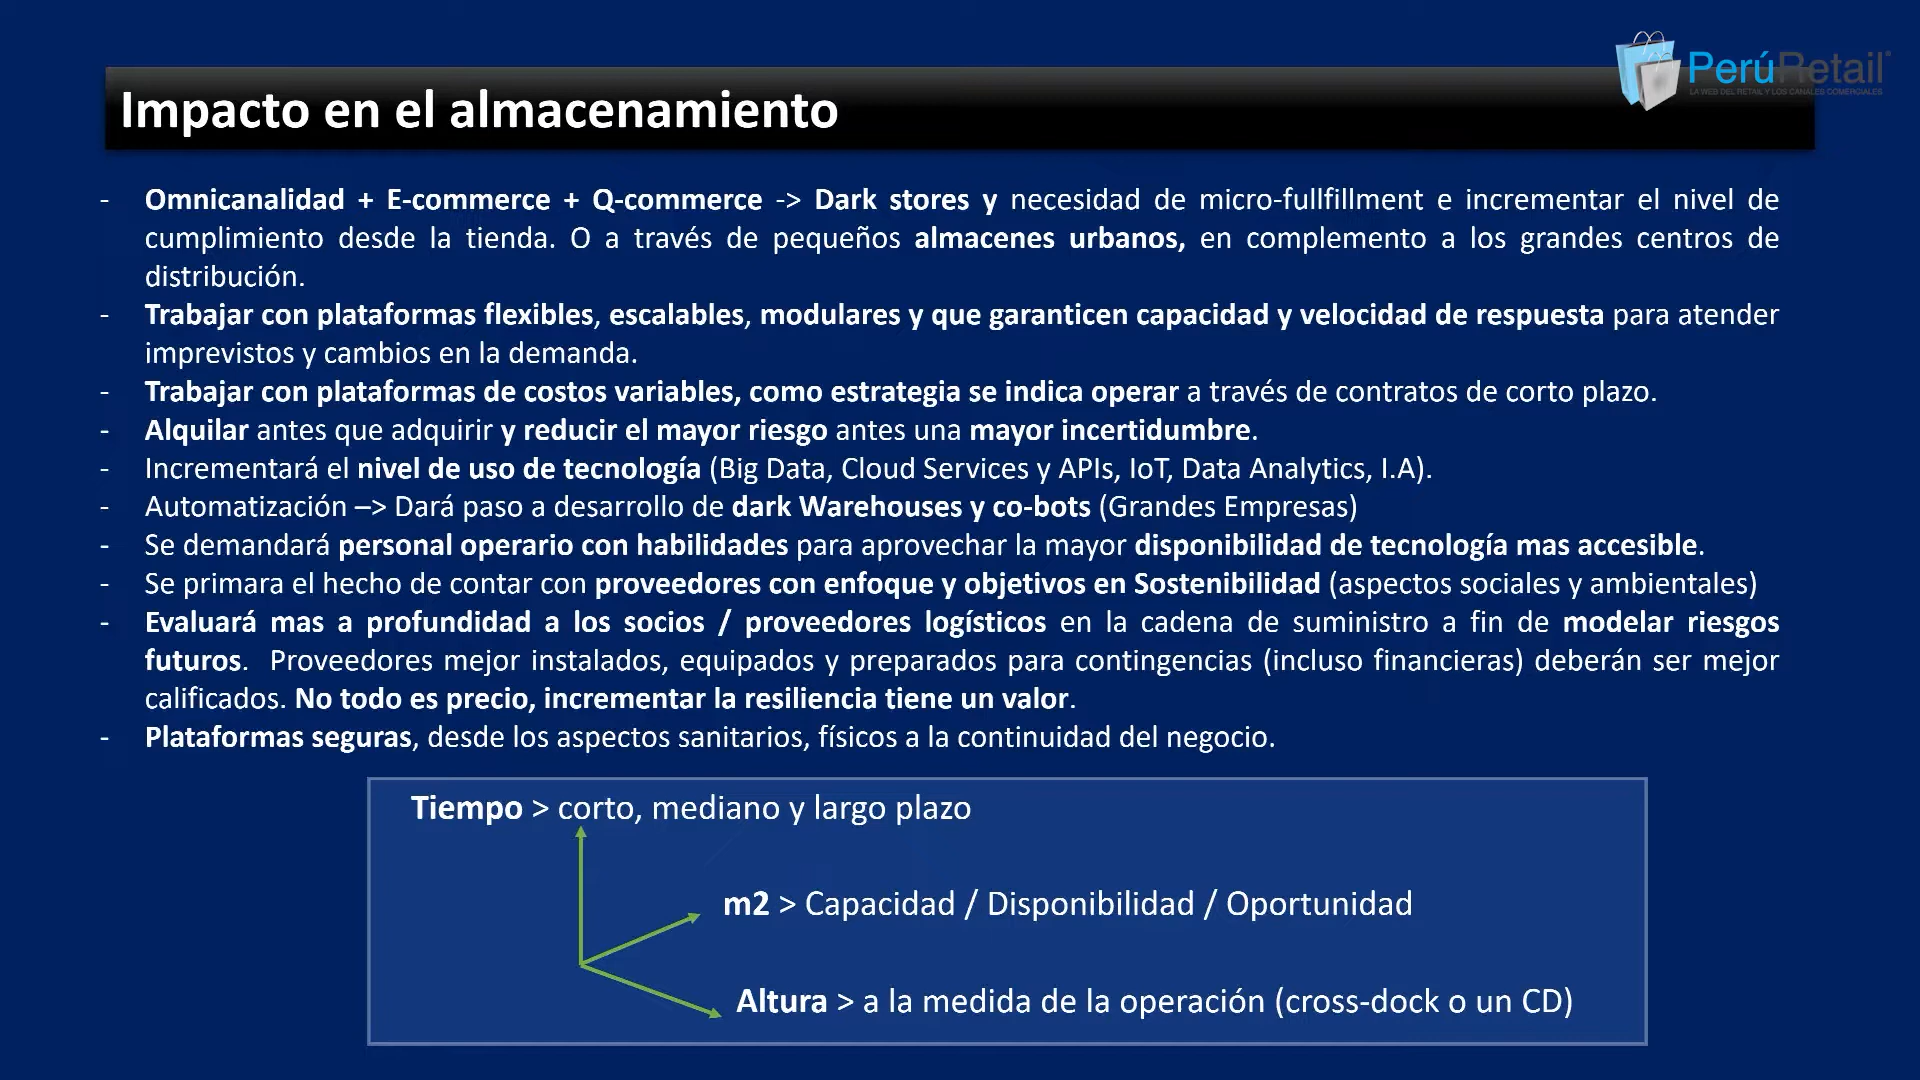 PerúRetail
LA WEB DEL RETAIL Y LOS CANALES COMERCIALES
Impacto en el almacenamiento
- Omnicanalidad + E-commerce + Q-commerce -> Dark stores y necesidad de micro-fullfillment e incrementar el nivel de
cumplimiento desde la tienda. O a través de pequeños almacenes urbanos, en complemento a los grandes centros de
distribución.
- Trabajar con plataformas flexibles, escalables, modulares y que garanticen capacidad y velocidad de respuesta para atender
imprevistos y cambios en la demanda.
- Trabajar con plataformas de costos variables, como estrategia se indica operar a través de contratos de corto plazo.
- Alquilar antes que adquirir y reducir el mayor riesgo antes una mayor incertidumbre.
- Incrementará el nivel de uso de tecnología (Big Data, Cloud Services y APIs, IoT, Data Analytics, I.A).
- Automatización –> Dará paso a desarrollo de dark Warehouses y co-bots (Grandes Empresas)
- Se demandará personal operario con habilidades para aprovechar la mayor disponibilidad de tecnología mas accesible.
- Se primara el hecho de contar con proveedores con enfoque y objetivos en Sostenibilidad (aspectos sociales y ambientales)
- Evaluará mas a profundidad a los socios / proveedores logísticos en la cadena de suministro a fin de modelar riesgos
futuros. Proveedores mejor instalados, equipados y preparados para contingencias (incluso financieras) deberán ser mejor
calificados. No todo es precio, incrementar la resiliencia tiene un valor.
- Plataformas seguras, desde los aspectos sanitarios, físicos a la continuidad del negocio.
Tiempo > corto, mediano y largo plazo
m2 > Capacidad / Disponibilidad / Oportunidad
Altura > a la medida de la operación (cross-dock o un CD)